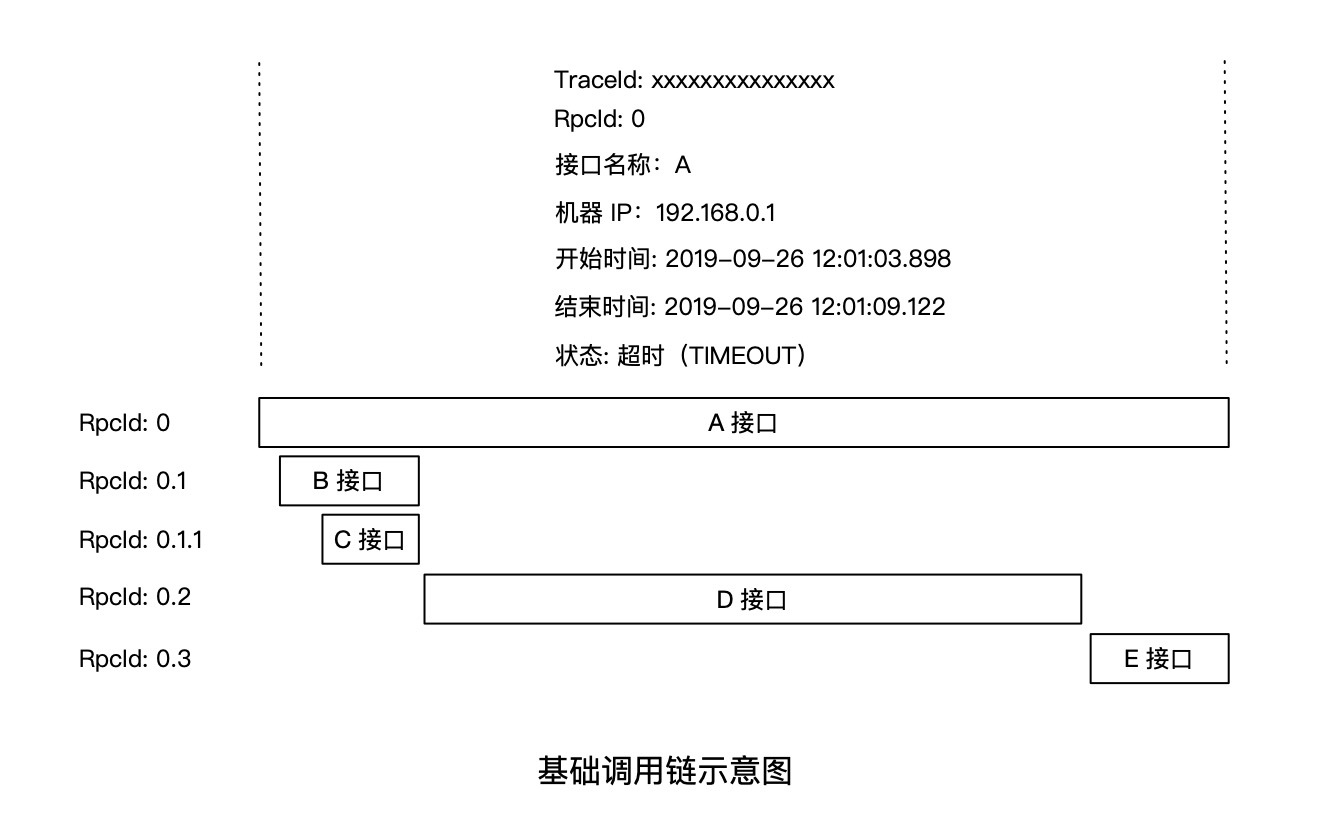 TraceId: xxxxxxxxxxxxxxx
RpcId: 0
接口名称：A
机器 IP：192.168.0.1
开始时间: 2019-09-26 12:01:03.898
结束时间: 2019-09-26 12:01:09.122
状态: 超时（TIMEOUT）
RpcId: 0
A 接口
RpcId: 0.1
B 接口
RpcId: 0.1.1
C 接口
RpcId: 0.2
D 接口
RpcId: 0.3
E 接口
基础调用链示意图